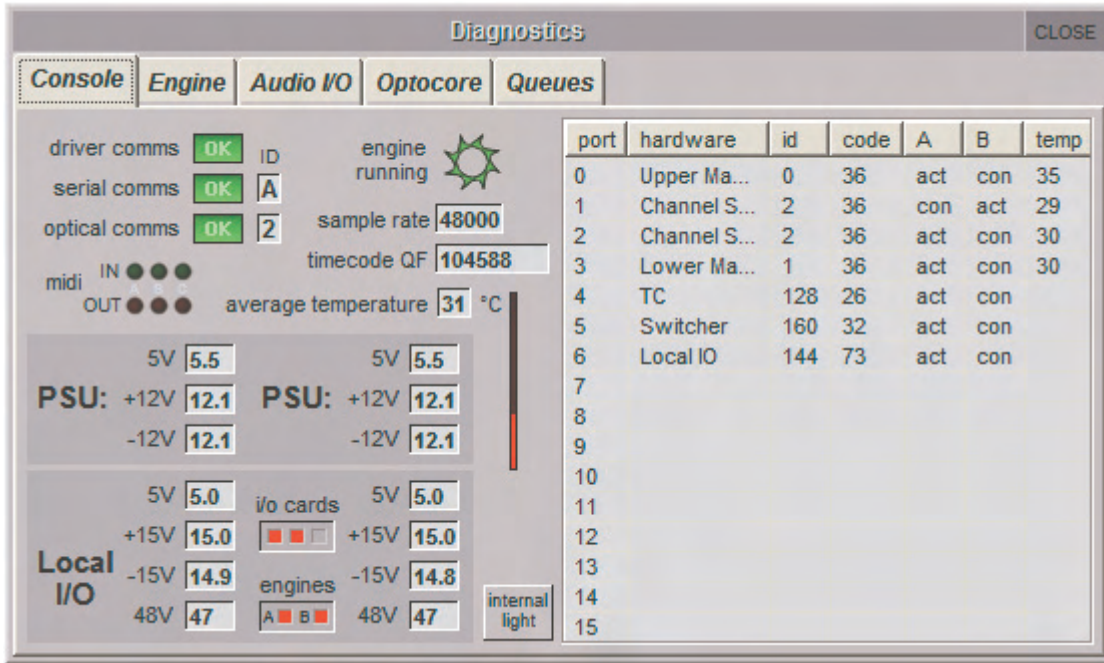 Diagnostics
CLOSE
Console Engine Audio I/O Optocore Queues
driver comms OK ID
serial comms OK A
optical comms OK 2
midi
IN
A B C
OUT
engine
running
sample rate 48000
timecode QF 104588
average temperature 31 °C
PSU:
5V 5.5
+12V 12.1
-12V 12.1
PSU:
5V 5.5
+12V 12.1
-12V 12.1
Local
I/O
5V 5.0
+15V 15.0
-15V 14.9
48V 47
i/o cards
engines
A B
5V 5.0
+15V 15.0
-15V 14.8
48V 47
internal
light
port hardware id code A B temp
0 Upper Ma... 0 36 act con 35
1 Channel S... 2 36 con act 29
2 Channel S... 2 36 act con 30
3 Lower Ma... 1 36 act con 30
4 TC 128 26 act con
5 Switcher 160 32 act con
6 Local IO 144 73 act con
7
8
9
10
11
12
13
14
15